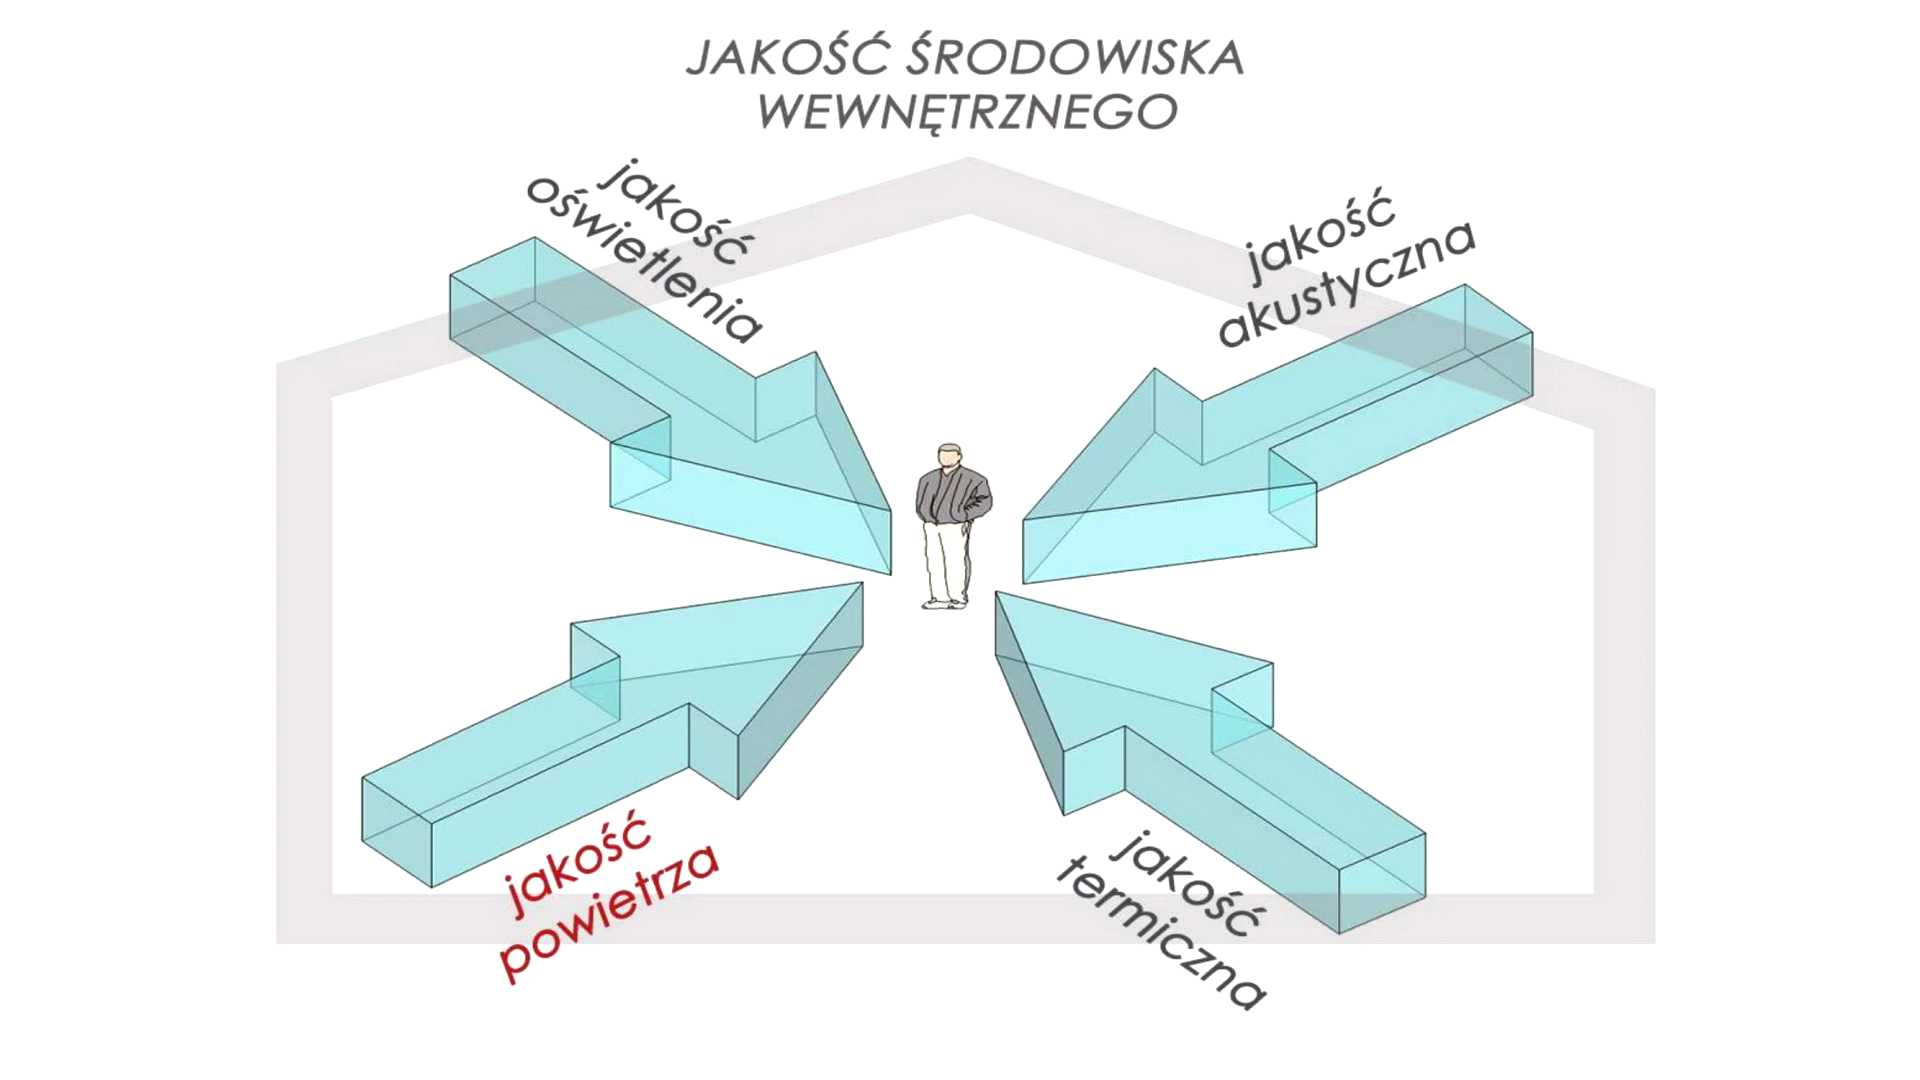 JAKOŚĆ ŚRODOWISKA
WEWNĘTRZNEGO
jakość
oświetlenia
jakość
akustyczna
jakość
powietrza
jakość
termiczna